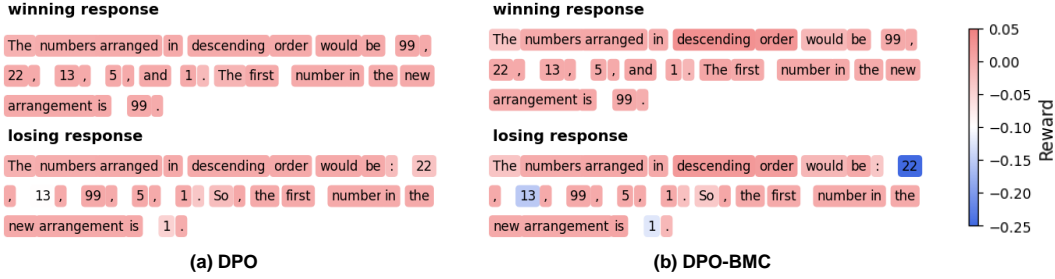 winning response
The numbers arranged in descending order would be 99 ,
22 , 13 , 5 , and 1 . The first number in the new
arrangement is 99 .
losing response
The numbers arranged in descending order would be : 22
, 13 , 99 , 5 , 1 . So , the first number in the
new arrangement is 1 .
(a) DPO
winning response
The numbers arranged in descending order would be 99 ,
22 , 13 , 5 , and 1 . The first number in the new
arrangement is 99 .
losing response
The numbers arranged in descending order would be : 22
, 13 , 99 , 5 , 1 . So , the first number in the
new arrangement is 1 .
(b) DPO-BMC
0.05
0.00
−0.05
−0.10
−0.15
−0.20
−0.25
Reward